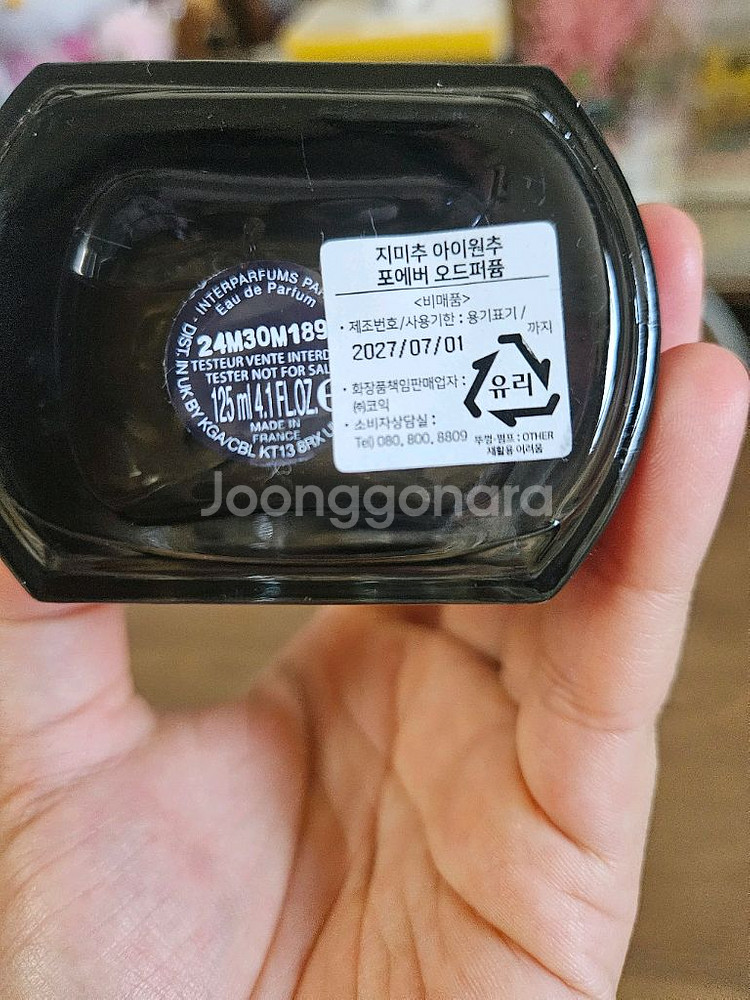 INTERPARFUMS
Eau de Parfum
24M30M189
TESTEUR VENTE
TESTER NOT FOR
125 ml 4.1 FL.OZ.
MADE IN
FRANCE
DIST. IN UK BY KGA/CBL KT13 8RX
지미추 아이원추
포에버 오드퍼퓸
<비매품>
· 제조번호/사용기한 : 용기표기 /
2027/07/01 까지
· 화장품책임판매업자 :
㈜코익
· 소비자상담실 :
Tel) 080. 800. 8809
유리
뚜껑·펌프 : OTHER
재활용 어려움
Joonggonara